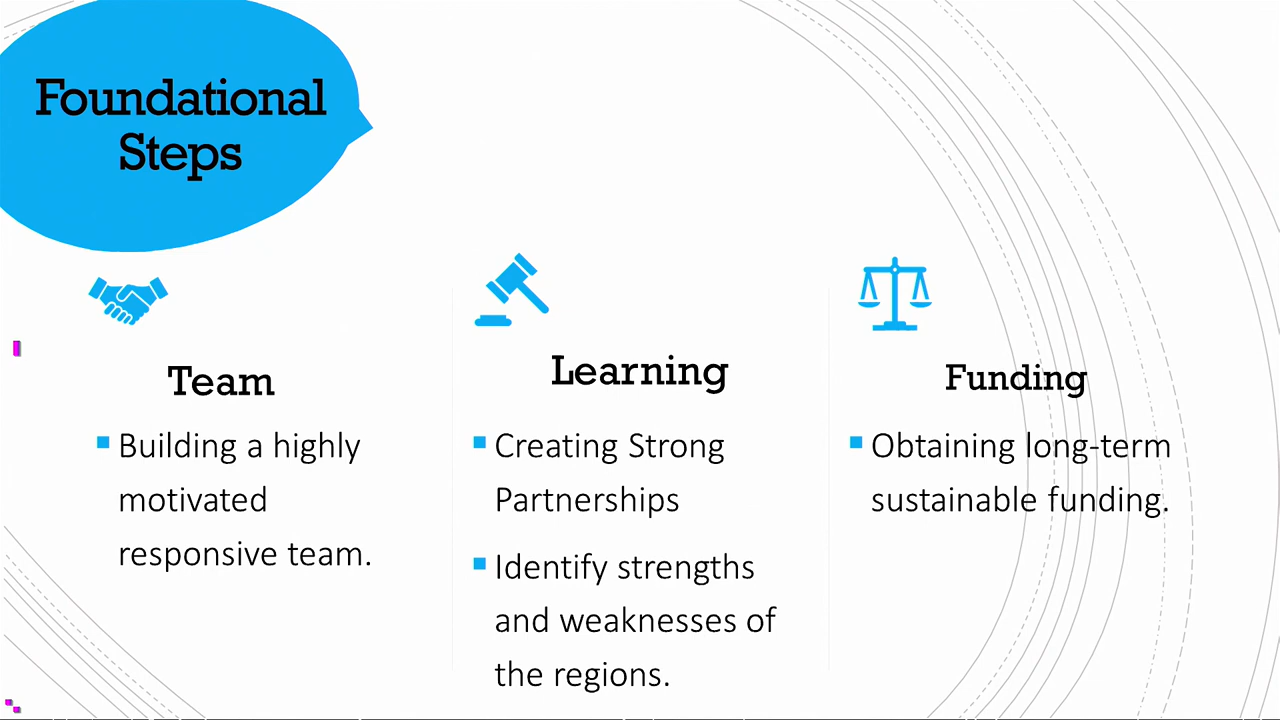 Foundational
Steps
Team
Building a highly
motivated
responsive team.
Learning
Creating Strong
Partnerships
Identify strengths
and weaknesses of
the regions.
Funding
Obtaining long-term
sustainable funding.